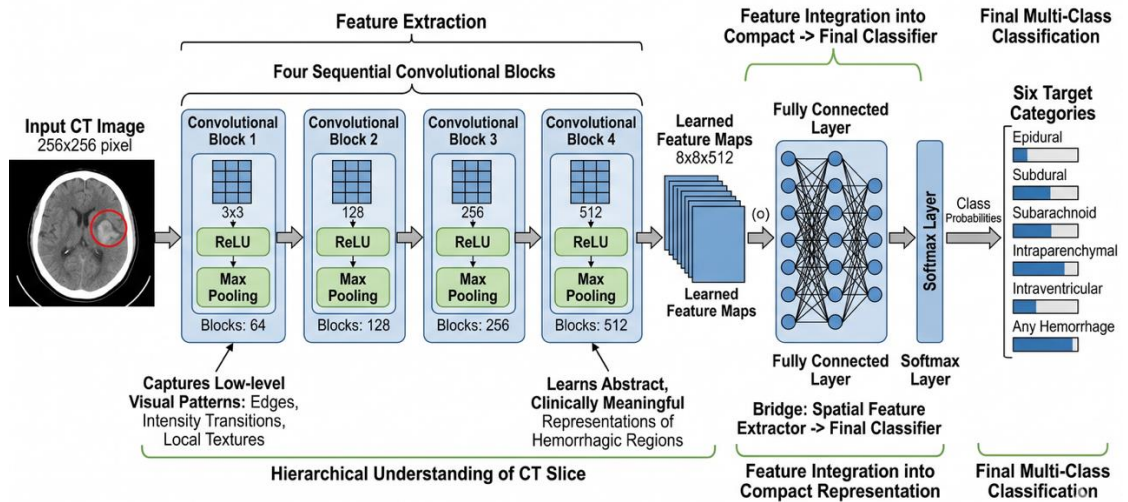 Feature Extraction
Feature Integration into
Compact -> Final Classifier
Final Multi-Class
Classification
Four Sequential Convolutional Blocks
Input CT Image
256x256 pixel
Convolutional
Block 1
3x3
ReLU
Max
Pooling
Blocks: 64
Convolutional
Block 2
128
ReLU
Max
Pooling
Blocks: 128
Convolutional
Block 3
256
ReLU
Max
Pooling
Blocks: 256
Convolutional
Block 4
512
ReLU
Max
Pooling
Blocks: 512
Learned
Feature Maps
8x8x512
Learned
Feature Maps
(o)
Fully Connected
Layer
Fully Connected
Layer
Softmax Layer
Softmax
Layer
Class
Probabilities
Six Target
Categories
Epidural
Subdural
Subarachnoid
Intraparenchymal
Intraventricular
Any Hemorrhage
Captures Low-level
Visual Patterns: Edges,
Intensity Transitions,
Local Textures
Learns Abstract,
Clinically Meaningful
Representations of
Hemorrhagic Regions
Bridge: Spatial Feature
Extractor -> Final Classifier
Hierarchical Understanding of CT Slice
Feature Integration into
Compact Representation
Final Multi-Class
Classification